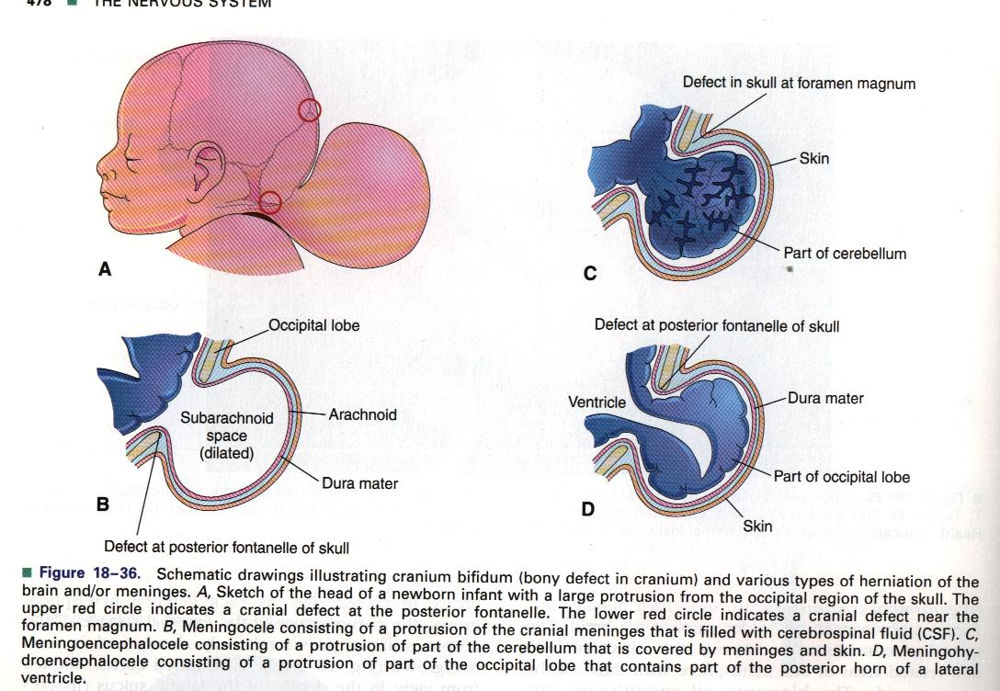 478 THE NERVOUS SYSTEM
A
Defect in skull at foramen magnum
Skin
Part of cerebellum
C
Occipital lobe
Subarachnoid
space
(dilated)
Arachnoid
Dura mater
B
Defect at posterior fontanelle of skull
Defect at posterior fontanelle of skull
Ventricle
Dura mater
Part of occipital lobe
D
Skin
Figure 18–36. Schematic drawings illustrating cranium bifidum (bony defect in cranium) and various types of herniation of the
brain and/or meninges. A, Sketch of the head of a newborn infant with a large protrusion from the occipital region of the skull. The
upper red circle indicates a cranial defect at the posterior fontanelle. The lower red circle indicates a cranial defect near the
foramen magnum. B, Meningocele consisting of a protrusion of the cranial meninges that is filled with cerebrospinal fluid (CSF). C,
Meningoencephalocele consisting of a protrusion of part of the cerebellum that is covered by meninges and skin. D, Meningohy-
droencephalocele consisting of a protrusion of part of the occipital lobe that contains part of the posterior horn of a lateral
ventricle.